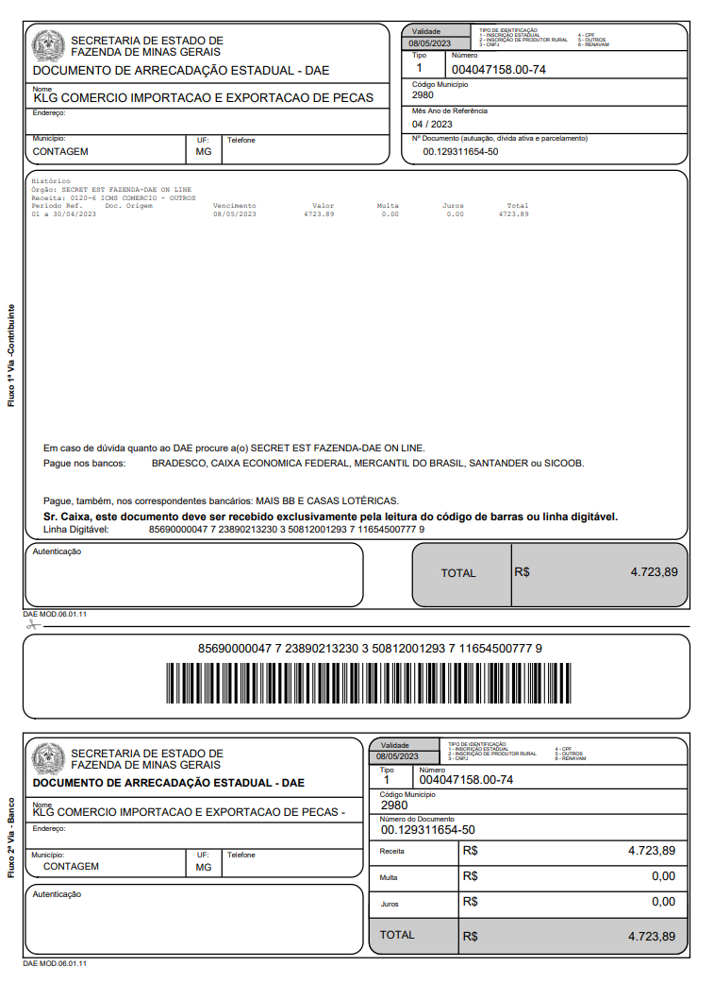 SECRETARIA DE ESTADO DE
FAZENDA DE MINAS GERAIS
DOCUMENTO DE ARRECADAÇÃO ESTADUAL - DAE
Nome
KLG COMERCIO IMPORTACAO E EXPORTACAO DE PECAS
Endereço:
Município: UF: Telefone
CONTAGEM MG
Validade
08/05/2023
TIPO DE IDENTIFICAÇÃO
1 - INSCRIÇÃO ESTADUAL 4 - CPF
2 - INSCRIÇÃO DE PRODUTOR RURAL 5 - OUTROS
3 - CNPJ 6 - RENAVAM
Tipo Número
1 004047158.00-74
Código Município
2980
Mês Ano de Referência
04 / 2023
Nº Documento (autuação, dívida ativa e parcelamento)
00.129311654-50
Histórico
Órgão: SECRET EST FAZENDA-DAE ON LINE
Receita: 0120-6 ICMS COMERCIO - OUTROS
Período Ref. Doc. Origem Vencimento Valor Multa Juros Total
01 a 30/04/2023 08/05/2023 4723.89 0.00 0.00 4723.89
Fluxo 1ª Via -Contribuinte
Em caso de dúvida quanto ao DAE procure a(o) SECRET EST FAZENDA-DAE ON LINE.
Pague nos bancos: BRADESCO, CAIXA ECONOMICA FEDERAL, MERCANTIL DO BRASIL, SANTANDER ou SICOOB.
Pague, também, nos correspondentes bancários: MAIS BB E CASAS LOTÉRICAS.
Sr. Caixa, este documento deve ser recebido exclusivamente pela leitura do código de barras ou linha digitável.
Linha Digitável: 85690000047 7 23890213230 3 50812001293 7 11654500777 9
Autenticação
TOTAL R$ 4.723,89
DAE MOD.06.01.11
85690000047 7 23890213230 3 50812001293 7 11654500777 9
SECRETARIA DE ESTADO DE
FAZENDA DE MINAS GERAIS
DOCUMENTO DE ARRECADAÇÃO ESTADUAL - DAE
Nome
KLG COMERCIO IMPORTACAO E EXPORTACAO DE PECAS -
Endereço:
Município: UF: Telefone
CONTAGEM MG
Autenticação
Validade
08/05/2023
TIPO DE IDENTIFICAÇÃO
1 - INSCRIÇÃO ESTADUAL 4 - CPF
2 - INSCRIÇÃO DE PRODUTOR RURAL 5 - OUTROS
3 - CNPJ 6 - RENAVAM
Tipo Número
1 004047158.00-74
Código Município
2980
Número do Documento
00.129311654-50
Receita R$ 4.723,89
Multa R$ 0,00
Juros R$ 0,00
TOTAL R$ 4.723,89
Fluxo 2ª Via - Banco
DAE MOD.06.01.11